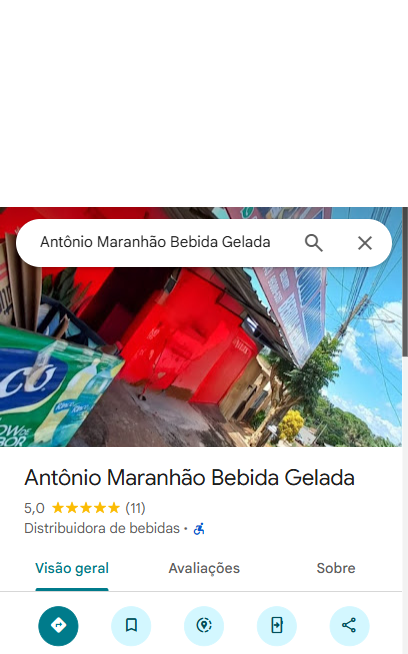 Antônio Maranhão Bebida Gelada
Antônio Maranhão Bebida Gelada
5,0 (11)
Distribuidora de bebidas ·
Visão geral
Avaliações
Sobre